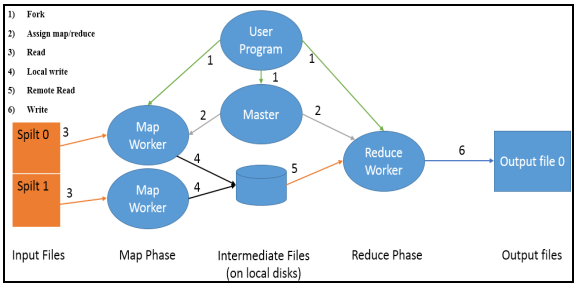 1) Fork
2) Assign map/reduce
3) Read
4) Local write
5) Remote Read
6) Write
User
Program
1
1
1
Master
2
2
Spilt 0
3
Map
Worker
4
Spilt 1
3
Map
Worker
4
5
Reduce
Worker
6
Output file 0
Input Files
Map Phase
Intermediate Files
(on local disks)
Reduce Phase
Output files